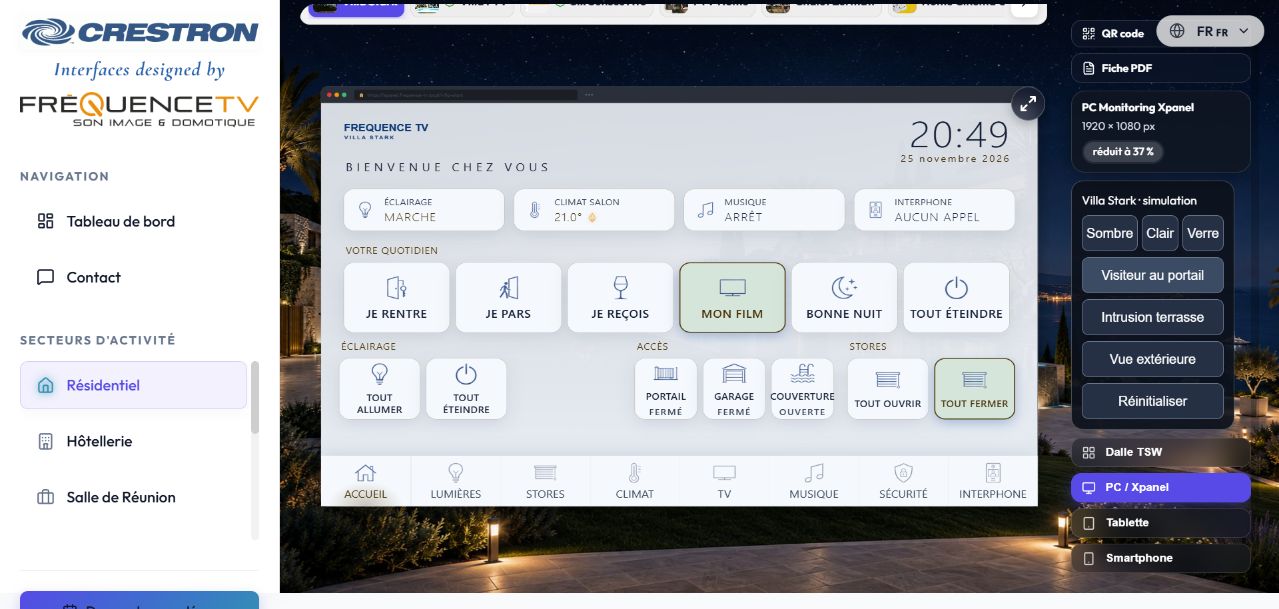 CRESTRON
Interfaces designed by
FRÉQUENCETV
SON IMAGE & DOMOTIQUE
NAVIGATION
Tableau de bord
Contact
SECTEURS D'ACTIVITÉ
Résidentiel
Hôtellerie
Salle de Réunion
FREQUENCE TV
VILLA STARK
20:49
25 novembre 2026
BIENVENUE CHEZ VOUS
ÉCLAIRAGE
MARCHE
CLIMAT SALON
21.0°
MUSIQUE
ARRÊT
INTERPHONE
AUCUN APPEL
VOTRE QUOTIDIEN
JE RENTRE
JE PARS
JE REÇOIS
MON FILM
BONNE NUIT
TOUT ÉTEINDRE
ÉCLAIRAGE
TOUT
ALLUMER
TOUT
ÉTEINDRE
ACCÈS
PORTAIL
FERMÉ
GARAGE
FERMÉ
COUVERTURE
OUVERTE
STORES
TOUT OUVRIR
TOUT FERMER
ACCUEIL
LUMIÈRES
STORES
CLIMAT
TV
MUSIQUE
SÉCURITÉ
INTERPHONE
QR code
FR FR
Fiche PDF
PC Monitoring Xpanel
1920 × 1080 px
réduit à 37 %
Villa Stark · simulation
Sombre
Clair
Verre
Visiteur au portail
Intrusion terrasse
Vue extérieure
Réinitialiser
Dalle TSW
PC / Xpanel
Tablette
Smartphone